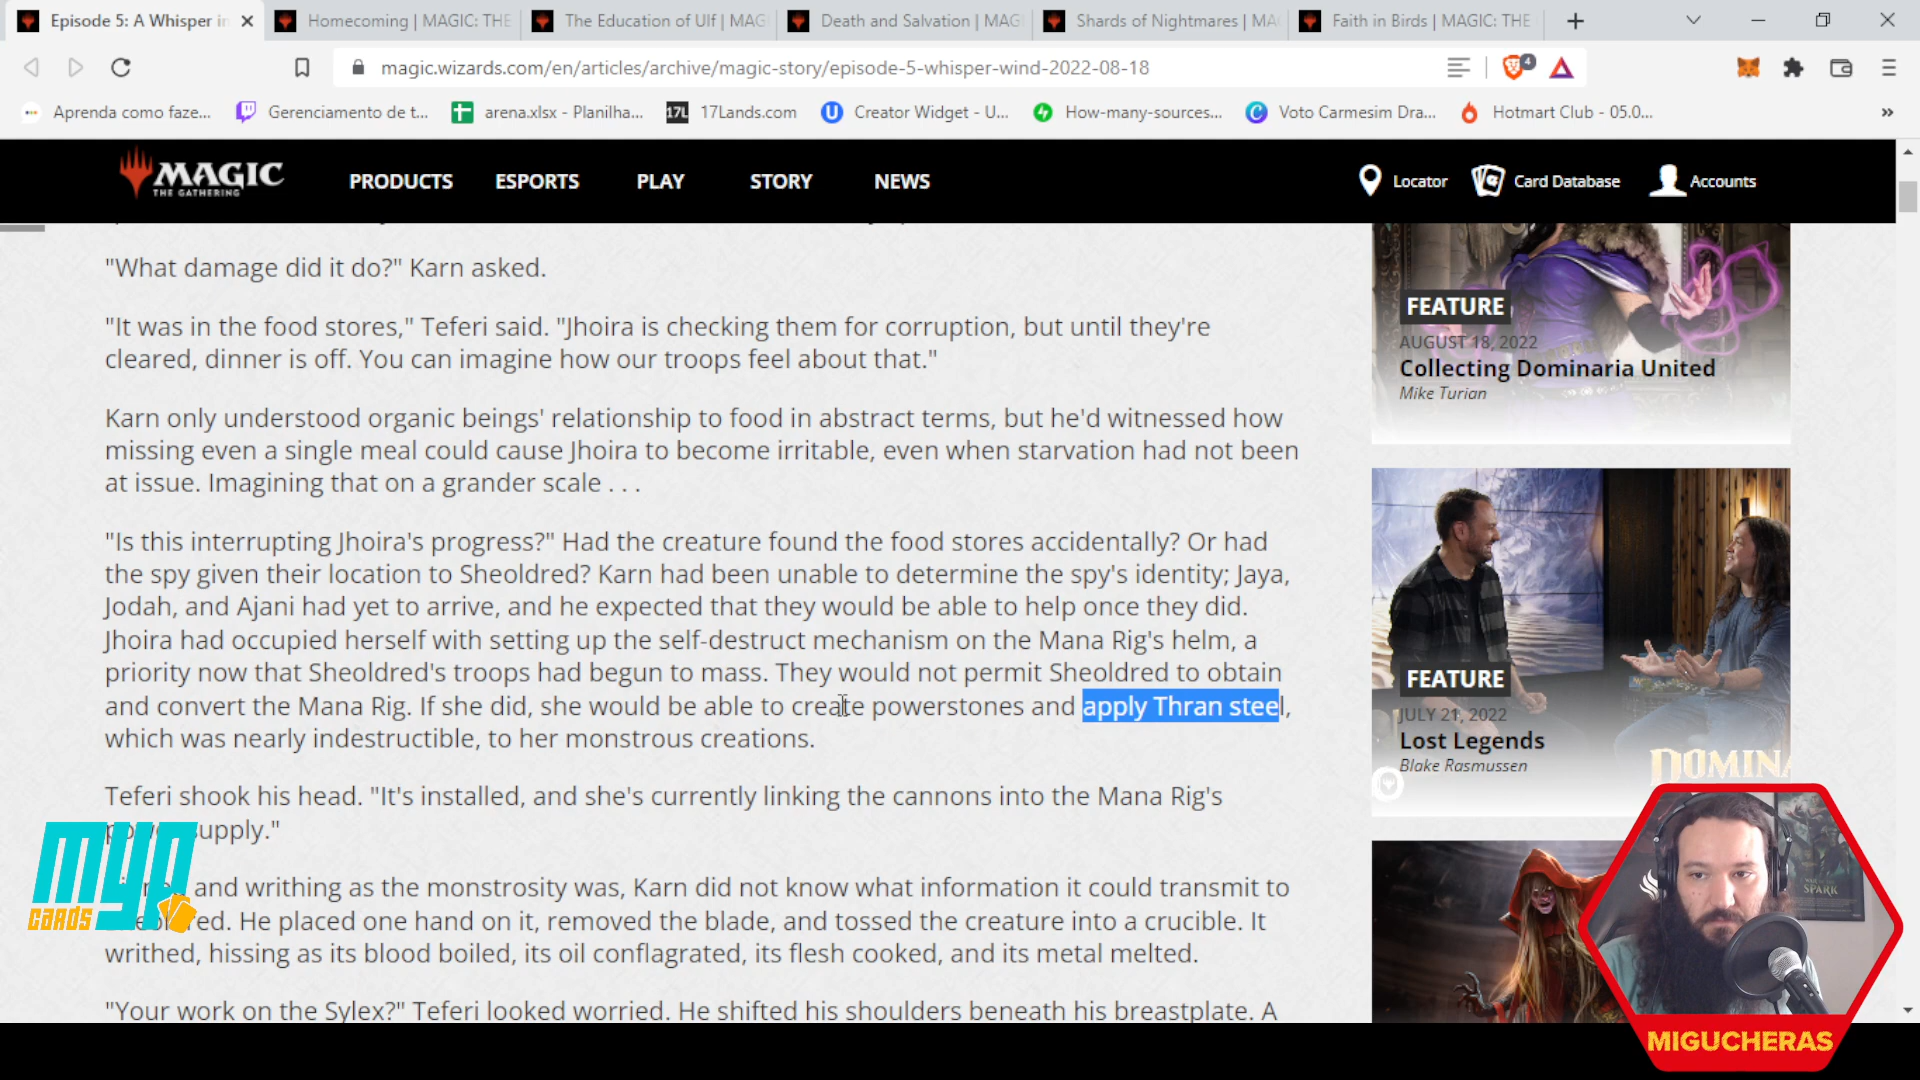 Episode 5: A Whisper in
Homecoming | MAGIC: THE
The Education of Ulf | MAG
Death and Salvation | MAG
Shards of Nightmares | MA
Faith in Birds | MAGIC: THE
magic.wizards.com/en/articles/archive/magic-story/episode-5-whisper-wind-2022-08-18
4
Aprenda como faze...
Gerenciamento de t...
arena.xlsx - Planilha...
17L 17Lands.com
Creator Widget - U...
How-many-sources...
Voto Carmesim Dra...
Hotmart Club - 05.0...
»
MAGIC
THE GATHERING
PRODUCTS
ESPORTS
PLAY
STORY
NEWS
Locator
Card Database
Accounts
"What damage did it do?" Karn asked.
"It was in the food stores," Teferi said. "Jhoira is checking them for corruption, but until they're
cleared, dinner is off. You can imagine how our troops feel about that."
Karn only understood organic beings' relationship to food in abstract terms, but he'd witnessed how
missing even a single meal could cause Jhoira to become irritable, even when starvation had not been
at issue. Imagining that on a grander scale . . .
"Is this interrupting Jhoira's progress?" Had the creature found the food stores accidentally? Or had
the spy given their location to Sheoldred? Karn had been unable to determine the spy's identity; Jaya,
Jodah, and Ajani had yet to arrive, and he expected that they would be able to help once they did.
Jhoira had occupied herself with setting up the self-destruct mechanism on the Mana Rig's helm, a
priority now that Sheoldred's troops had begun to mass. They would not permit Sheoldred to obtain
and convert the Mana Rig. If she did, she would be able to create powerstones and apply Thran steel,
which was nearly indestructible, to her monstrous creations.
Teferi shook his head. "It's installed, and she's currently linking the cannons into the Mana Rig's
supply."
and writhing as the monstrosity was, Karn did not know what information it could transmit to
He placed one hand on it, removed the blade, and tossed the creature into a crucible. It
writhed, hissing as its blood boiled, its oil conflagrated, its flesh cooked, and its metal melted.
"Your work on the Sylex?" Teferi looked worried. He shifted his shoulders beneath his breastplate. A
FEATURE
AUGUST 18, 2022
Collecting Dominaria United
Mike Turian
FEATURE
JULY 21, 2022
Lost Legends
Blake Rasmussen
DOMINA
myp
cards
SPARK
MIGUCHERAS